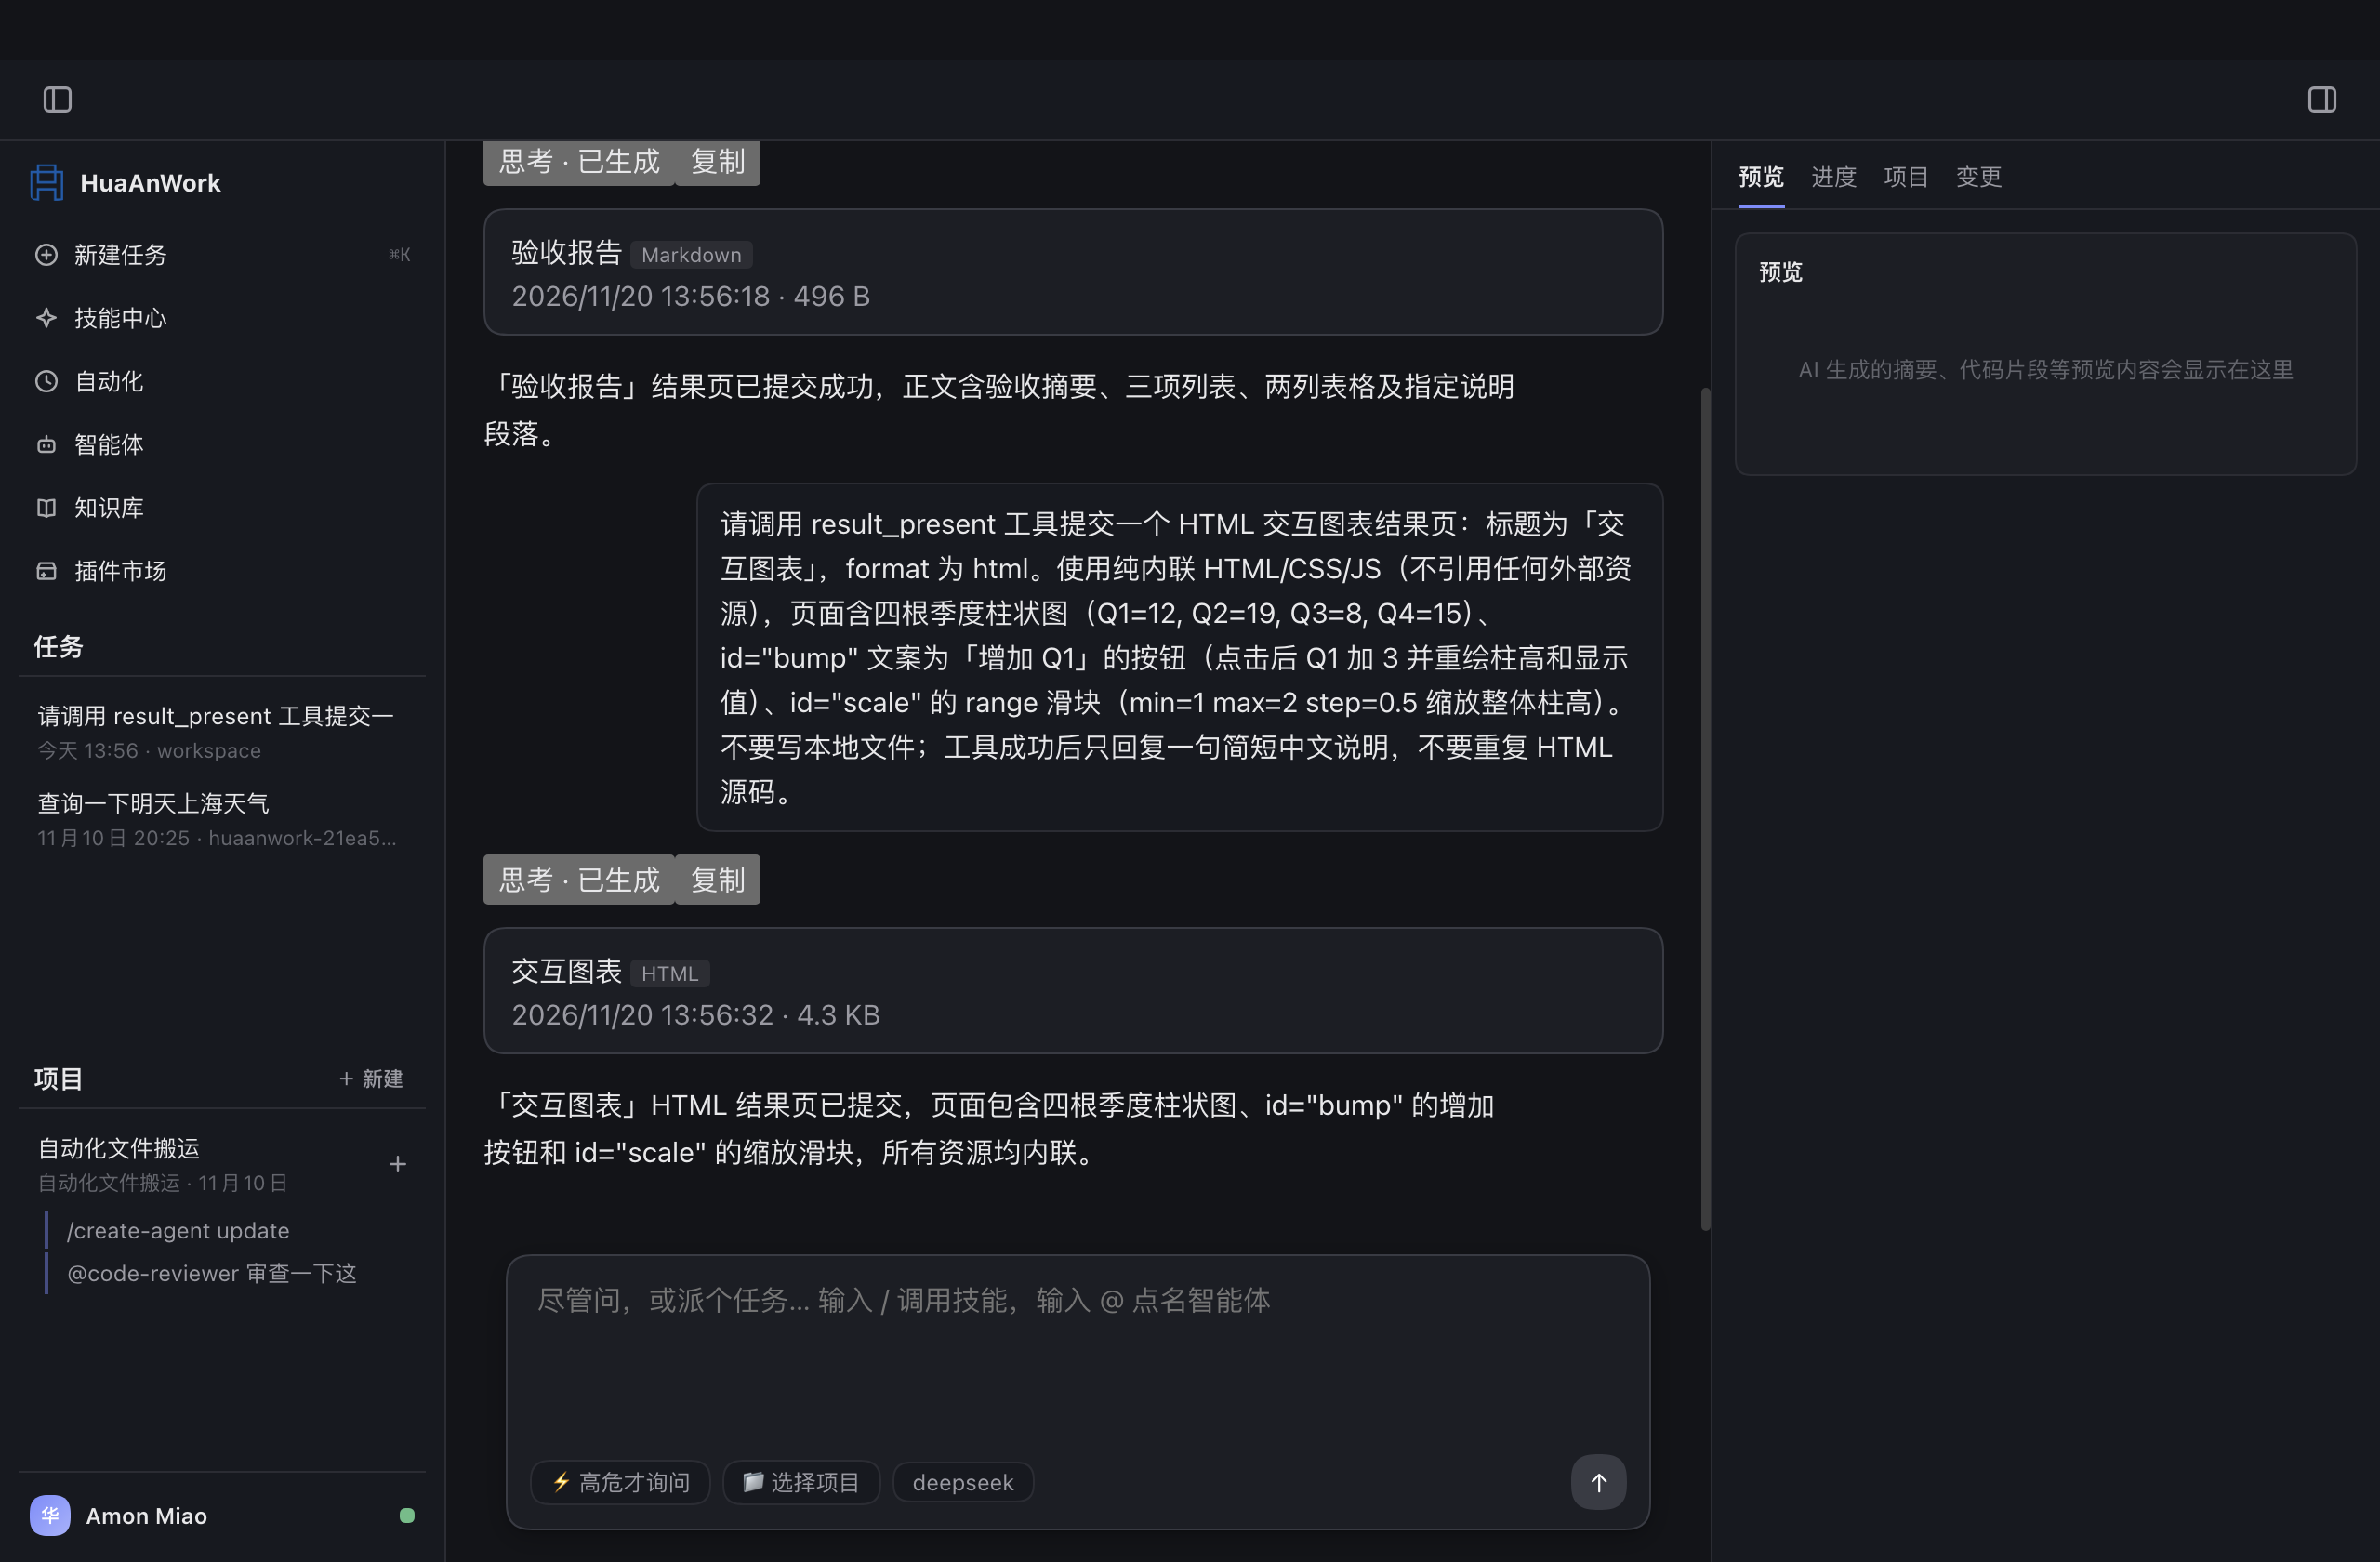 HuaAnWork
新建任务
⌘K
技能中心
自动化
智能体
知识库
插件市场
任务
请调用 result_present 工具提交一
今天 13:56 · workspace
查询一下明天上海天气
11月10日 20:25 · huaanwork-21ea5...
项目
+ 新建
自动化文件搬运
自动化文件搬运 · 11月10日
+
/create-agent update
@code-reviewer 审查一下这
华
Amon Miao
思考 · 已生成 复制
验收报告 Markdown
2026/11/20 13:56:18 · 496 B
「验收报告」结果页已提交成功，正文含验收摘要、三项列表、两列表格及指定说明
段落。
请调用 result_present 工具提交一个 HTML 交互图表结果页：标题为「交
互图表」，format 为 html。使用纯内联 HTML/CSS/JS（不引用任何外部资
源），页面含四根季度柱状图（Q1=12, Q2=19, Q3=8, Q4=15）、
id="bump" 文案为「增加 Q1」的按钮（点击后 Q1 加 3 并重绘柱高和显示
值）、id="scale" 的 range 滑块（min=1 max=2 step=0.5 缩放整体柱高）。
不要写本地文件；工具成功后只回复一句简短中文说明，不要重复 HTML
源码。
思考 · 已生成 复制
交互图表 HTML
2026/11/20 13:56:32 · 4.3 KB
「交互图表」HTML 结果页已提交，页面包含四根季度柱状图、id="bump" 的增加
按钮和 id="scale" 的缩放滑块，所有资源均内联。
尽管问，或派个任务... 输入 / 调用技能，输入 @ 点名智能体
⚡ 高危才询问
选择项目
deepseek
预览 进度 项目 变更
预览
AI 生成的摘要、代码片段等预览内容会显示在这里